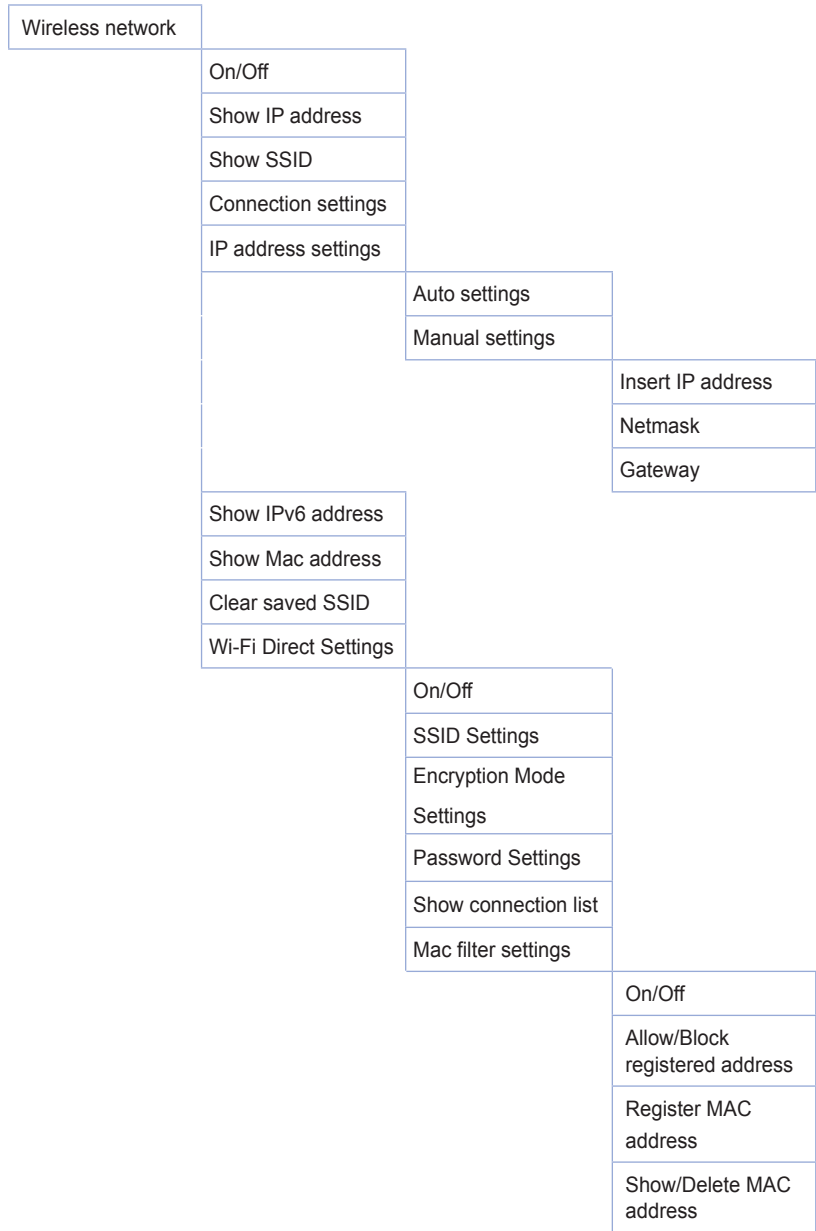 Wireless network
On/Off
Show IP address
Show SSID
Connection settings
IP address settings
Auto settings
Manual settings
Insert IP address
Netmask
Gateway
Show IPv6 address
Show Mac address
Clear saved SSID
Wi-Fi Direct Settings
On/Off
SSID Settings
Encryption Mode
Settings
Password Settings
Show connection list
Mac filter settings
On/Off
Allow/Block
registered address
Register MAC
address
Show/Delete MAC
address